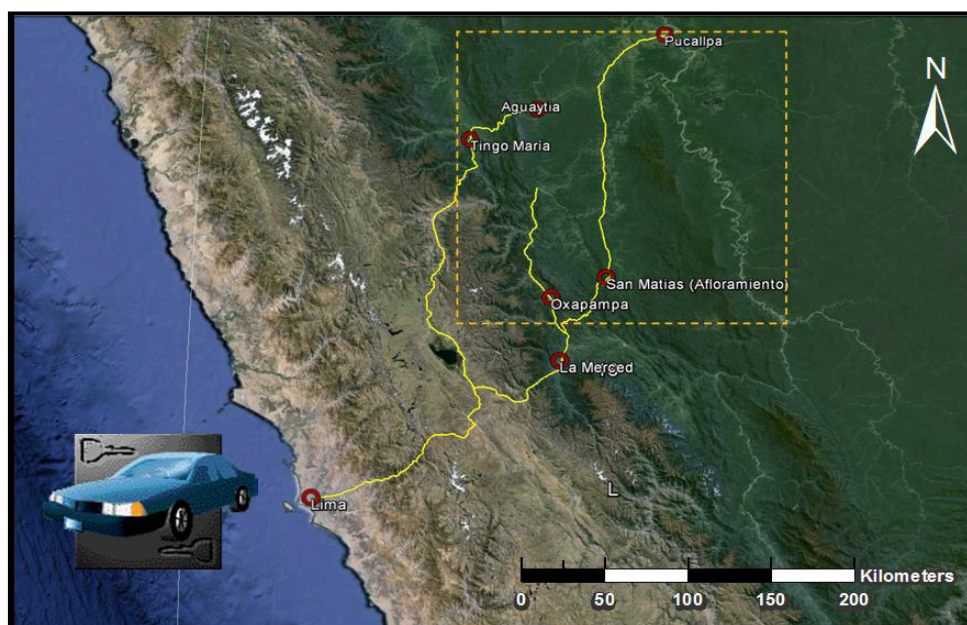 Pucallpa
N
Aguaytia
Tingo Maria
San Matias (Afloramiento)
Oxapampa
La Merced
L
Lima
Kilometers
0 50 100 150 200